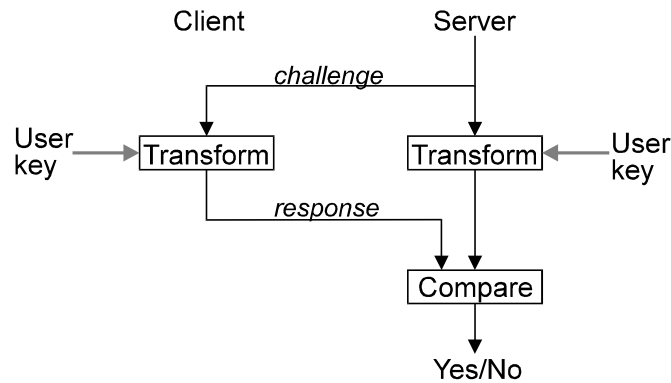 Client
Server
challenge
User
key
Transform
Transform
User
key
response
Compare
Yes/No